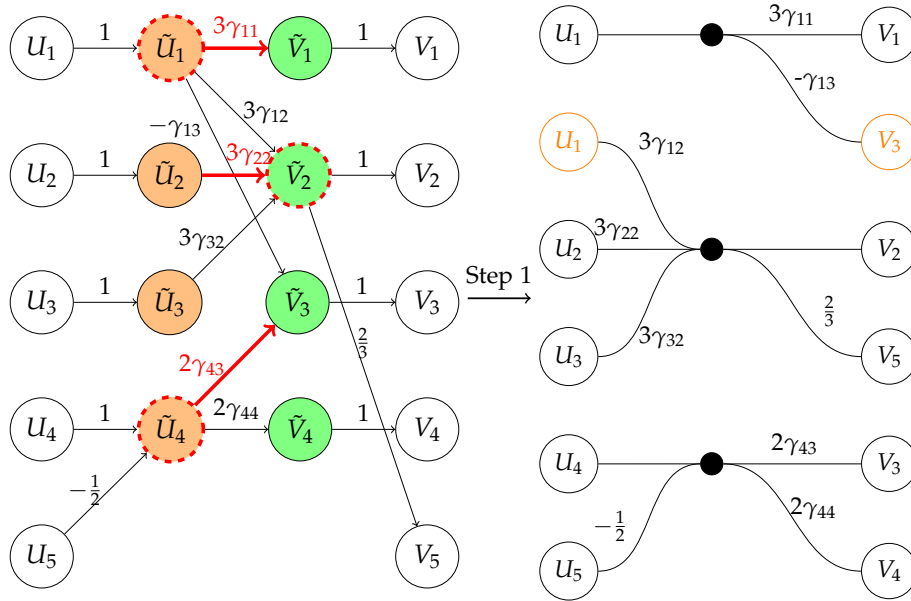 U₁ 1 Ũ₁ 3γ₁₁ Ṽ₁ 1 V₁
3γ₁₂
−γ₁₃
U₂ 1 Ũ₂ 3γ₂₂ Ṽ₂ 1 V₂
3γ₃₂
U₃ 1 Ũ₃ Ṽ₃ 1 V₃
2/3
2γ₄₃
U₄ 1 Ũ₄ 2γ₄₄ Ṽ₄ 1 V₄
−1/2
U₅ V₅
Step 1
U₁ 3γ₁₁ V₁
-γ₁₃
U₁ V₃
3γ₁₂
U₂ 3γ₂₂ V₂
2/3
3γ₃₂
U₃ V₅
U₄ 2γ₄₃ V₃
2γ₄₄
−1/2
U₅ V₄